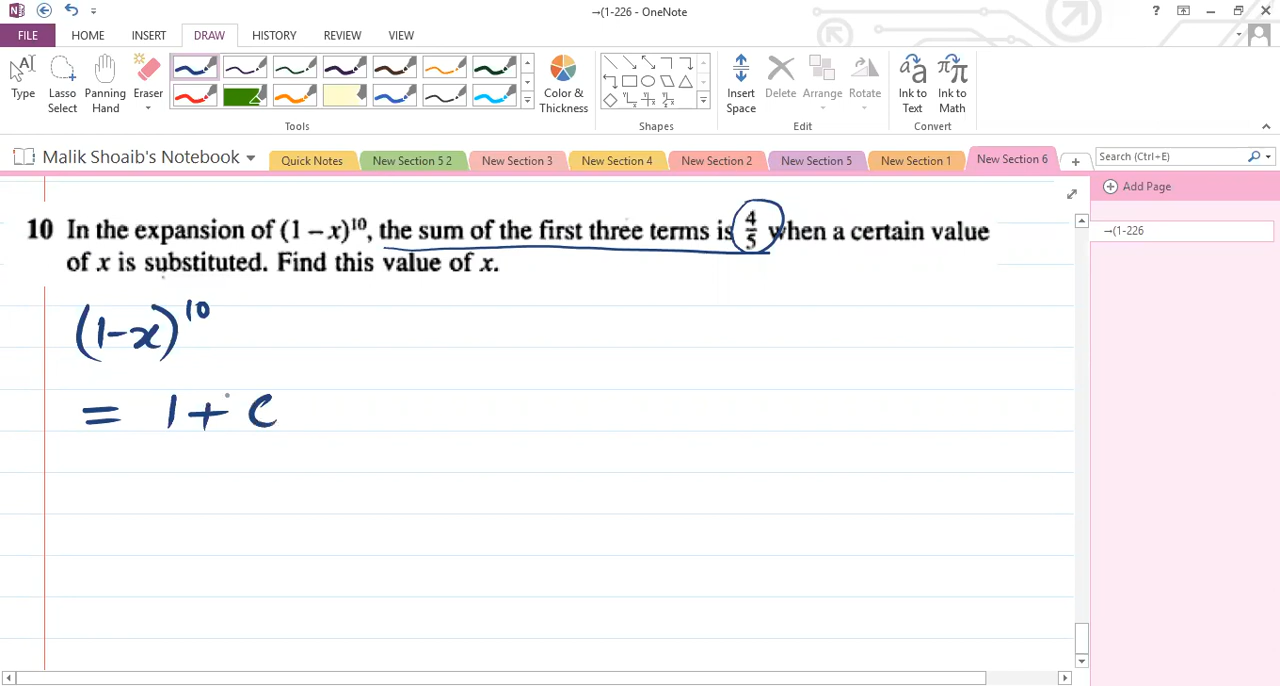 →(1-226 - OneNote
FILE HOME INSERT DRAW HISTORY REVIEW VIEW
Type Lasso Select Panning Hand Eraser Color & Thickness Insert Space Delete Arrange Rotate Ink to Text Ink to Math
Tools Shapes Edit Convert
Malik Shoaib's Notebook Quick Notes New Section 5 2 New Section 3 New Section 4 New Section 2 New Section 5 New Section 1 New Section 6 Search (Ctrl+E)
Add Page
→(1-226
10 In the expansion of (1 – x)¹⁰, the sum of the first three terms is 4/5 when a certain value
of x is substituted. Find this value of x.
(1-x)¹⁰
= 1 + C